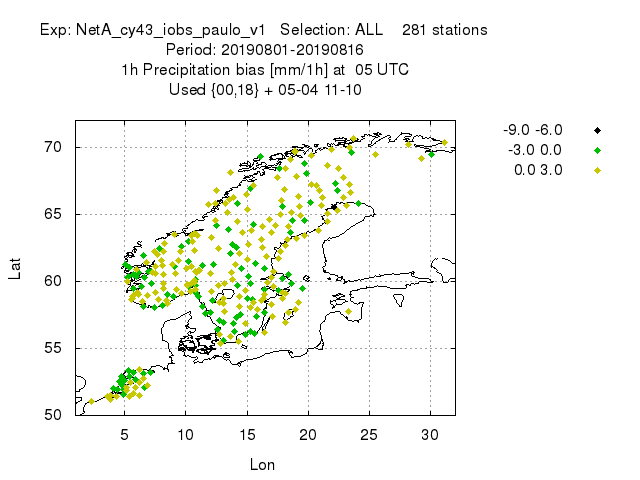 Exp: NetA_cy43_iobs_paulo_v1 Selection: ALL 281 stations
Period: 20190801-20190816
1h Precipitation bias [mm/1h] at 05 UTC
Used {00,18} + 05-04 11-10
-9.0 -6.0
-3.0 0.0
0.0 3.0
70
65
60
55
50
Lat
5 10 15 20 25 30
Lon